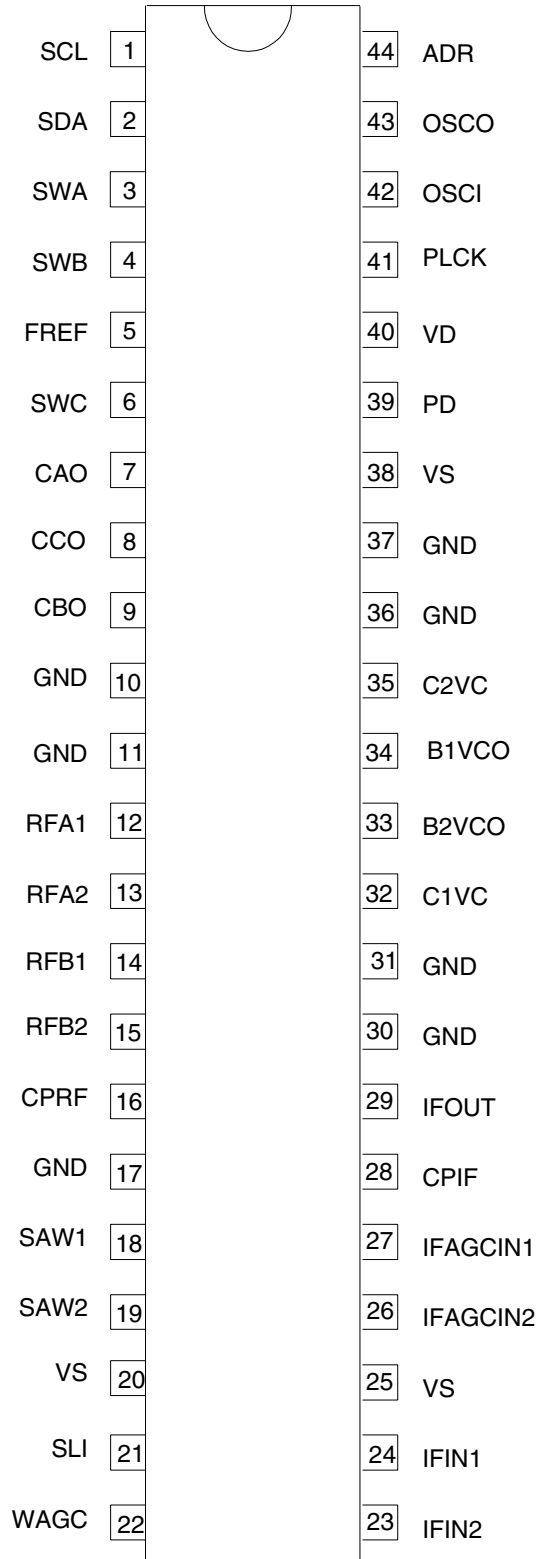 SCL 1 44 ADR
SDA 2 43 OSCO
SWA 3 42 OSCI
SWB 4 41 PLCK
FREF 5 40 VD
SWC 6 39 PD
CAO 7 38 VS
CCO 8 37 GND
CBO 9 36 GND
GND 10 35 C2VC
GND 11 34 B1VCO
RFA1 12 33 B2VCO
RFA2 13 32 C1VC
RFB1 14 31 GND
RFB2 15 30 GND
CPRF 16 29 IFOUT
GND 17 28 CPIF
SAW1 18 27 IFAGCIN1
SAW2 19 26 IFAGCIN2
VS 20 25 VS
SLI 21 24 IFIN1
WAGC 22 23 IFIN2